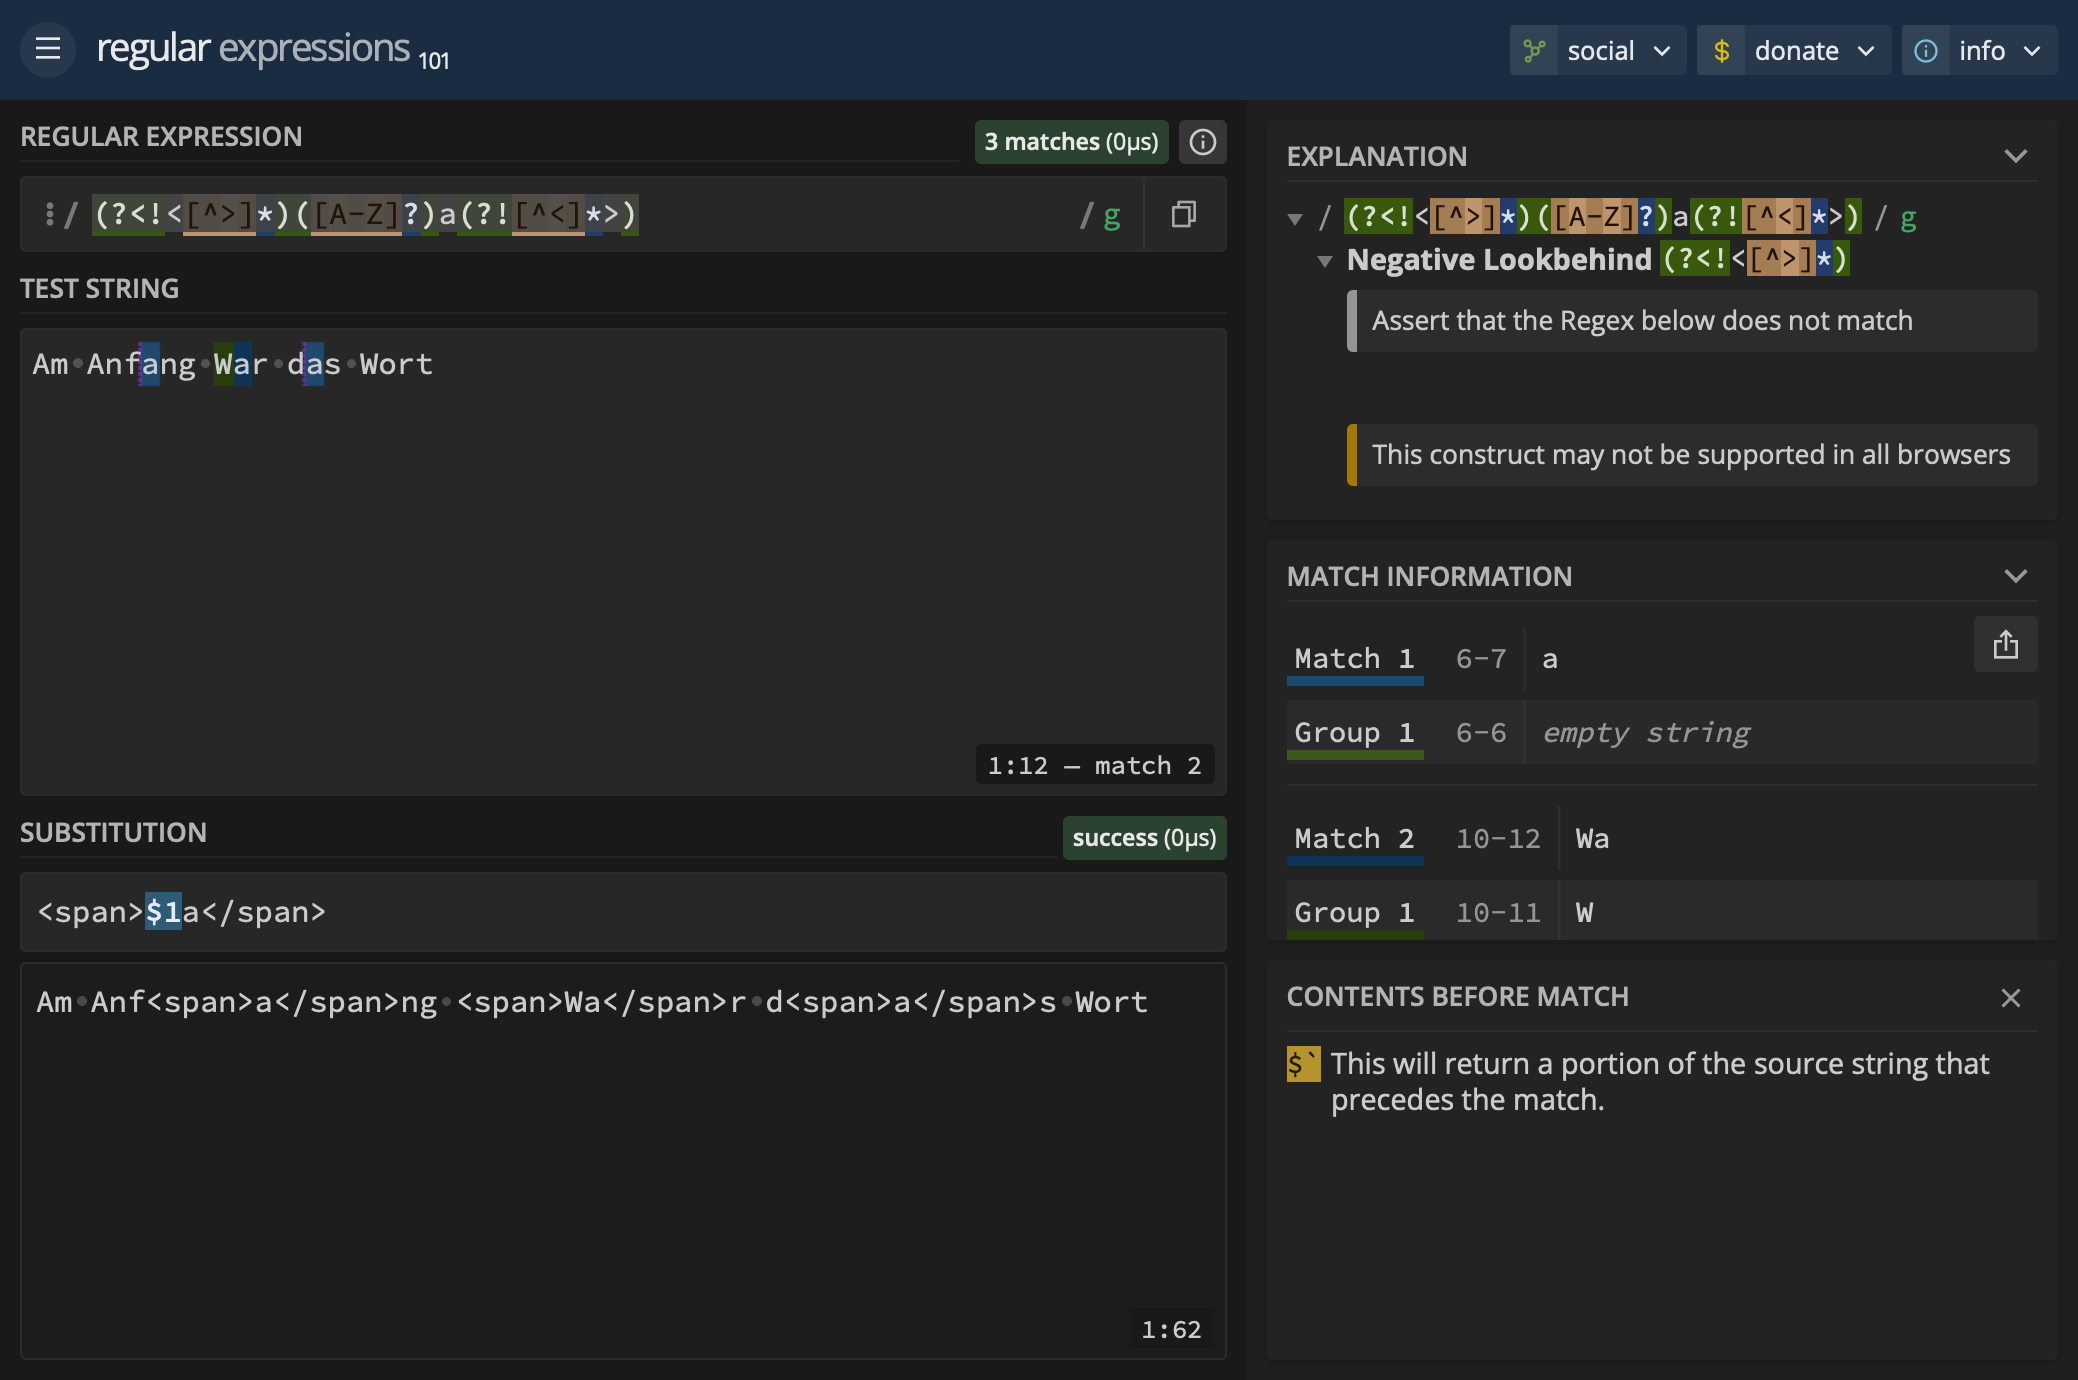 regular expressions 101
social
donate
info
REGULAR EXPRESSION
3 matches (0µs)
/ (?<!<[^>]*)([A-Z]?)a(?![^<]*>) / g
TEST STRING
Am·Anfang·War·das·Wort
1:12 — match 2
SUBSTITUTION
success (0µs)
<span>$1a</span>
Am·Anf<span>a</span>ng·<span>Wa</span>r·d<span>a</span>s·Wort
1:62
EXPLANATION
/ (?<!<[^>]*)([A-Z]?)a(?![^<]*>) / g
Negative Lookbehind (?<!<[^>]*)
Assert that the Regex below does not match
This construct may not be supported in all browsers
MATCH INFORMATION
Match 1 6-7 a
Group 1 6-6 empty string
Match 2 10-12 Wa
Group 1 10-11 W
CONTENTS BEFORE MATCH
$` This will return a portion of the source string that
precedes the match.